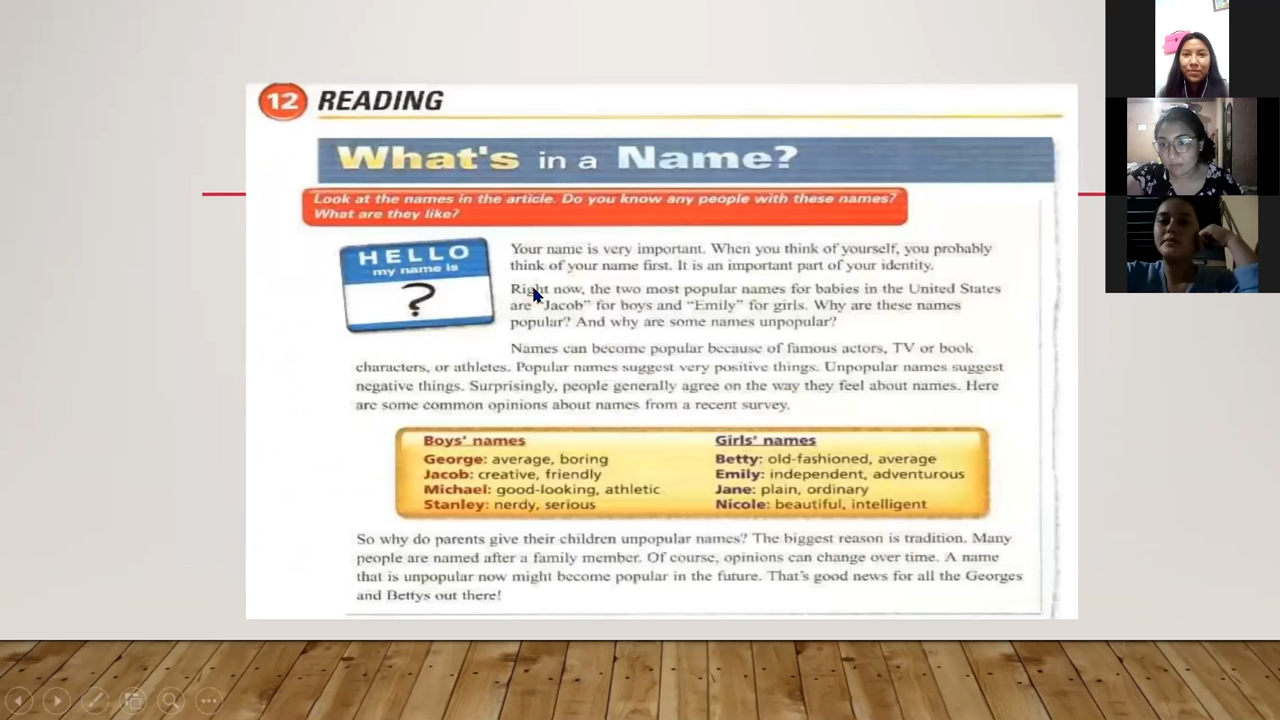 12 READING
What's in a Name?
Look at the names in the article. Do you know any people with these names?
What are they like?
HELLO
my name is
?
Your name is very important. When you think of yourself, you probably
think of your name first. It is an important part of your identity.
Right now, the two most popular names for babies in the United States
are "Jacob" for boys and "Emily" for girls. Why are these names
popular? And why are some names unpopular?
Names can become popular because of famous actors, TV or book
characters, or athletes. Popular names suggest very positive things. Unpopular names suggest
negative things. Surprisingly, people generally agree on the way they feel about names. Here
are some common opinions about names from a recent survey.
Boys' names
George: average, boring
Jacob: creative, friendly
Michael: good-looking, athletic
Stanley: nerdy, serious
Girls' names
Betty: old-fashioned, average
Emily: independent, adventurous
Jane: plain, ordinary
Nicole: beautiful, intelligent
So why do parents give their children unpopular names? The biggest reason is tradition. Many
people are named after a family member. Of course, opinions can change over time. A name
that is unpopular now might become popular in the future. That's good news for all the Georges
and Bettys out there!